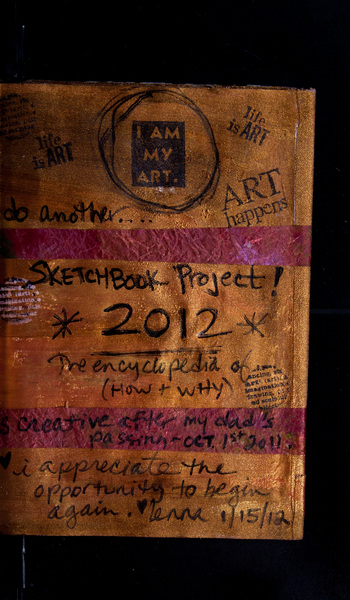 life
is ART
I AM
MY
ART.
life
is ART
ART
happens
do another....
SKETCHBOOK Project!
* 2012 *
The encyclopedia of
(HOW + WHY)
s creative after my dad's
passing - OCT. 1st 2011.
♥ i appreciate the
opportunity to begin
again. ♥ lenna 1/15/12